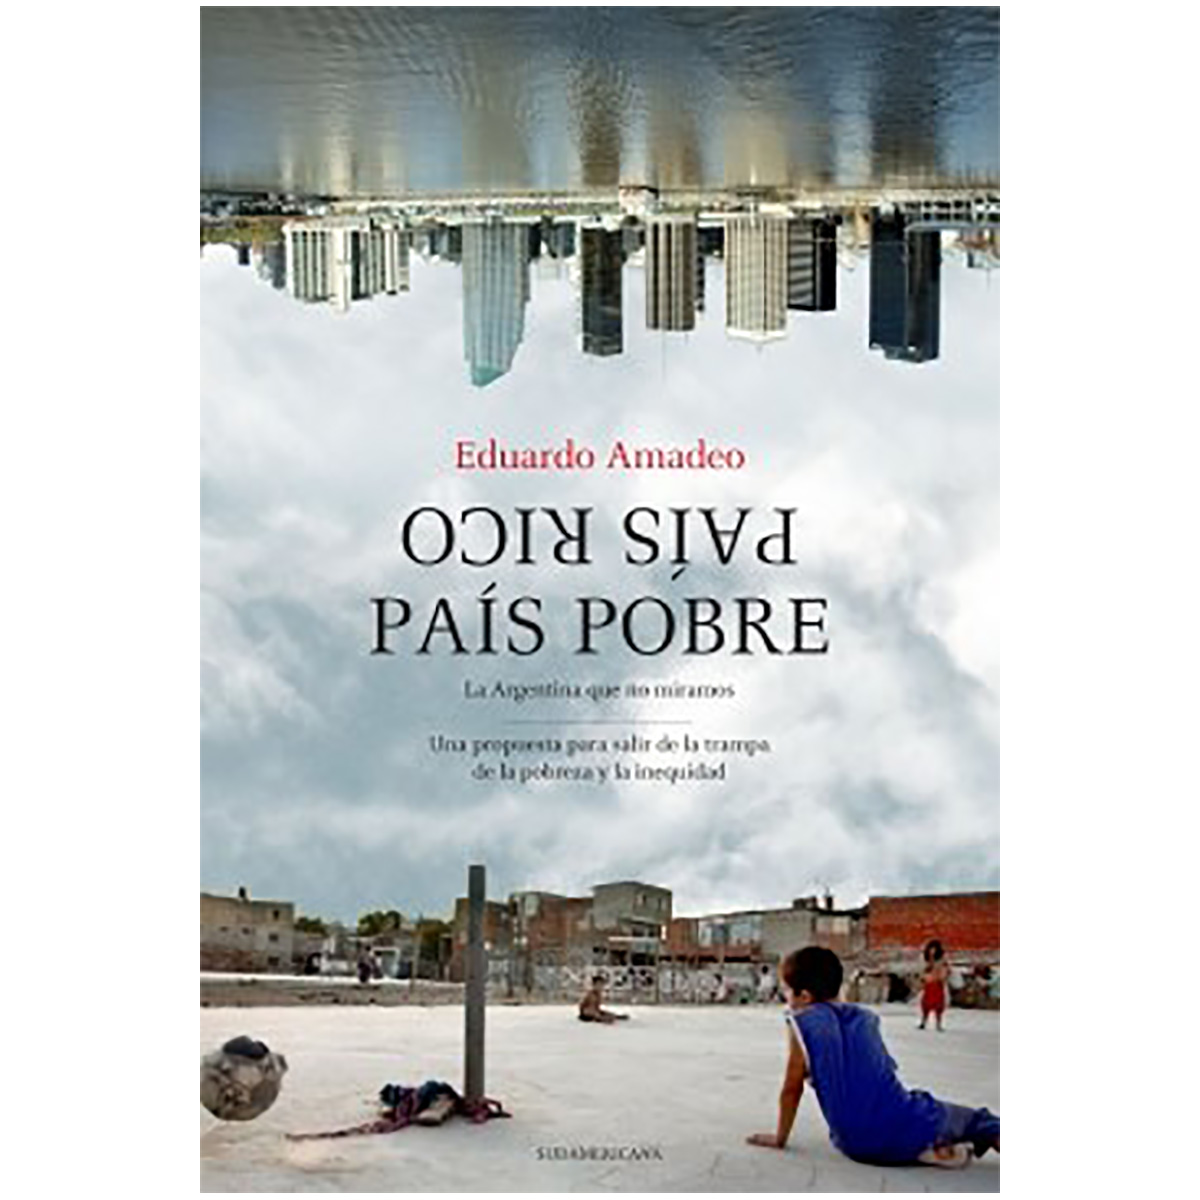 Eduardo Amadeo
PAÍS RICO
PAÍS POBRE
La Argentina que no miramos
Una propuesta para salir de la trampa
de la pobreza y la inequidad
SUDAMERICANA